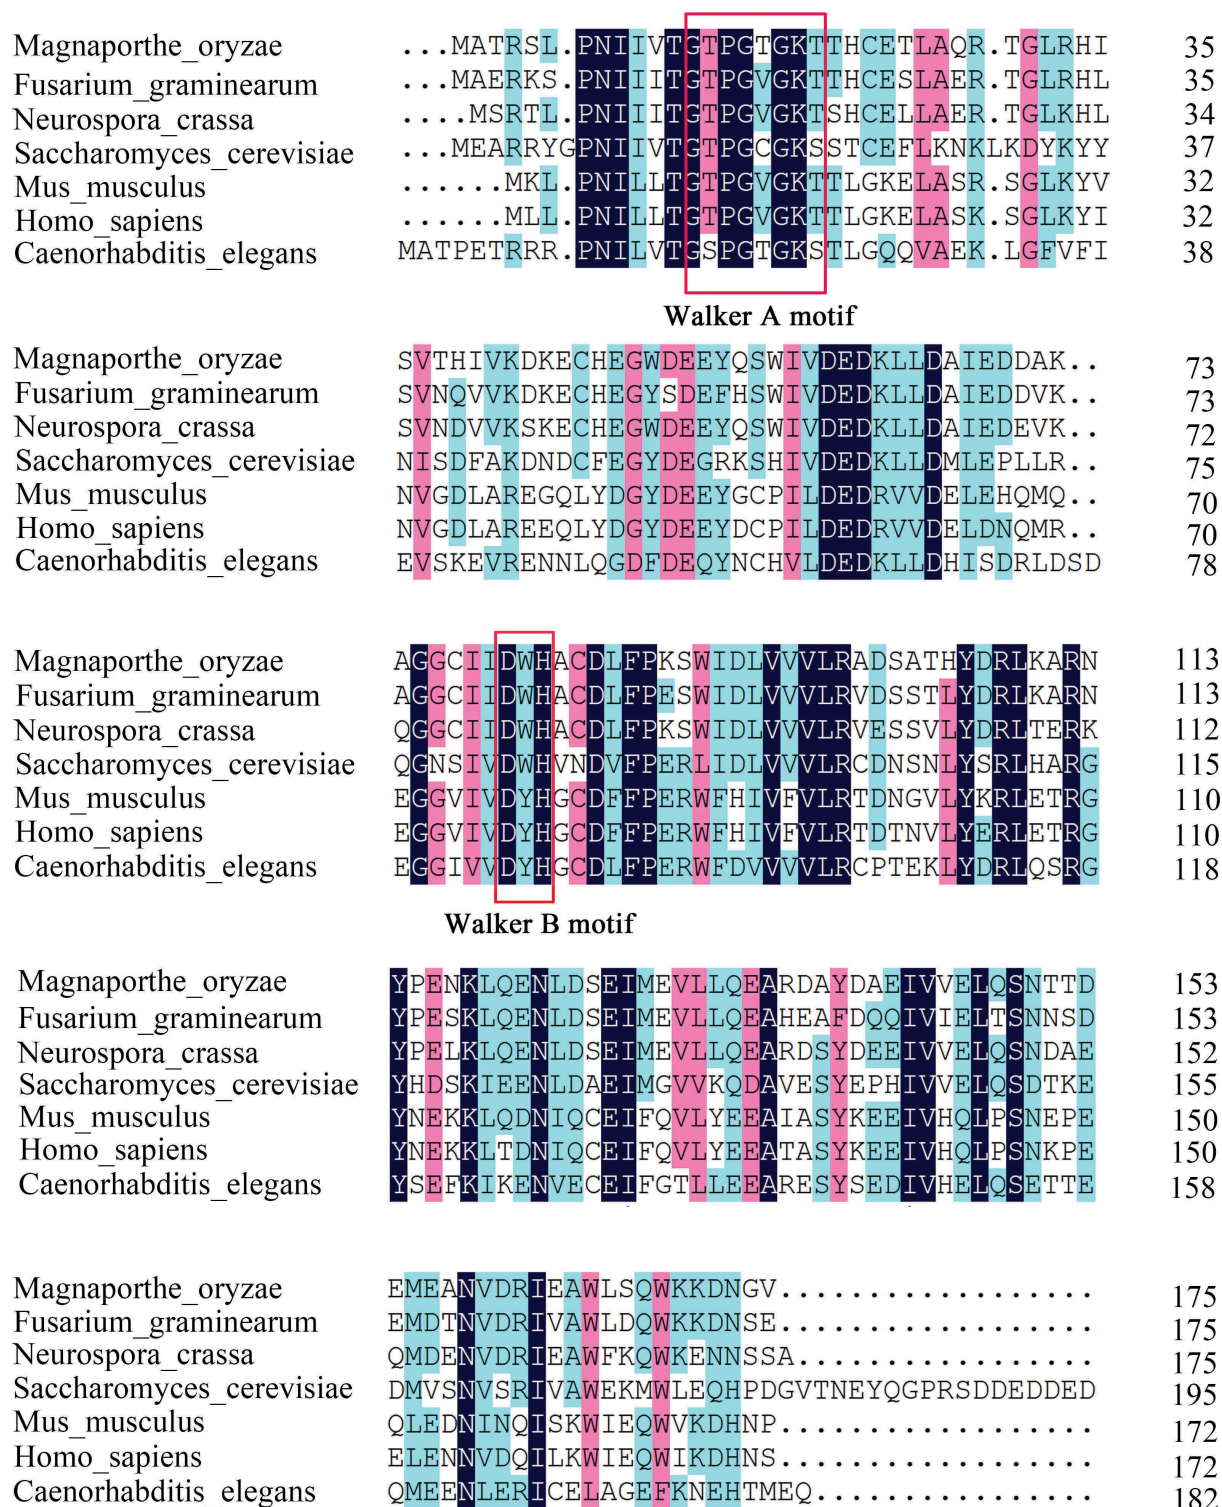 Magnaporthe_oryzae ...MATRSL.PNIIVTGTPGTGKTTHCETLAQR.TGLRHI 35
Fusarium_graminearum ...MAERKS.PNIIITGTPGVGKTTHCESLAER.TGLRHL 35
Neurospora_crassa ....MSRTL.PNIIVTGTPGVGKTSHCELLAER.TGLKHL 34
Saccharomyces_cerevisiae ...MEARRYGPNIIVTGTPGCGKSSTCEFLKNKLKDYKYY 37
Mus_musculus ......MKL.PNILLTGTPGVGKTTLGKELASR.SGLKYV 32
Homo_sapiens ......MLL.PNILLTGTPGVGKTTLGKELASK.SGLKYI 32
Caenorhabditis_elegans MATPETRRR.PNILVTGSPGTGKSTLGQQVAEK.LGFVFI 38
Walker A motif
Magnaporthe_oryzae SVTHIVKDKECHEGWDEEYQSWIVDEDKLLDAIEDDAK.. 73
Fusarium_graminearum SVNQVVKDKECHEGYSDEFHSWIVDEDKLLDAIEDDVK.. 73
Neurospora_crassa SVNDVVKSKECHEGWDEEYQSWIVDEDKLLDAIEDEVK.. 72
Saccharomyces_cerevisiae NISDFAKDNDCFEGYDEGRKSHIVDEDKLLDMLEPLLR.. 75
Mus_musculus NVGDLAREGQLYDGYDEEYGCPILDEDRVVDELEHQMQ.. 70
Homo_sapiens NVGDLAREEQLYDGYDEEYDCPILDEDRVVDELDNQMR.. 70
Caenorhabditis_elegans EVSKEVRENNLQGDFDEQYNCHVLDEDKLLDHISDRLDSD 78
Magnaporthe_oryzae AGGCIIDWHACDLFPKSWIDLVVVLRADSATHYDRLKARN 113
Fusarium_graminearum AGGCIIDWHACDLFPESWIDLVVVLRVDSSTLYDRLKARN 113
Neurospora_crassa QGGCIIDWHACDLFPKSWIDLVVVLRVESSVLYDRLTERK 112
Saccharomyces_cerevisiae QGNSIVDWHVNDVFPERLIDLVVVLRCDNSNLYSRLHARG 115
Mus_musculus EGGVIVDYHGCDFFPERWFHIVFVLRTDNGVLYKRLETRG 110
Homo_sapiens EGGVIVDYHGCDFFPERWFHIVFVLRTDTNVLYERLETRG 110
Caenorhabditis_elegans EGGIVVDYHGCDLFPERWFDVVVVLRCPTEKLYDRLQSRG 118
Walker B motif
Magnaporthe_oryzae YPENKLQENLDSEIMEVLLQEARDAYDAEIVVELQSNTTD 153
Fusarium_graminearum YPESKLQENLDSEIMEVLLQEAHEAFDQQIVIELTSNNSD 153
Neurospora_crassa YPELKLQENLDSEIMEVLLQEARDSYDEEIVVELQSNDAE 152
Saccharomyces_cerevisiae YHDSKIEENLDAEIMGVVKQDAVESYEPHIVVELQSDTKE 155
Mus_musculus YNEKKLQDNIQCEIFQVLYEEAIASYKEEIVHQLPSNEPE 150
Homo_sapiens YNEKKLTDNIQCEIFQVLYEEATASYKEEIVHQLPSNKPE 150
Caenorhabditis_elegans YSEFKIKENVECEIFGTLLEEARESYSEDIVHELQSETTE 158
Magnaporthe_oryzae EMEANVDRIEAWLSQWKKDNGV.................. 175
Fusarium_graminearum EMDTNVDRIVAWLDQWKKDNSE.................. 175
Neurospora_crassa QMDENVDRIEAWFKQWKENNSSA................. 175
Saccharomyces_cerevisiae DMVSNVSRIVAWEKMWLEQHPDGVTNEYQGPRSDDEDDED 195
Mus_musculus QLEDNINQISKWIEQWVKDHNP.................. 172
Homo_sapiens ELENNVDQILKWIEQWIKDHNS.................. 172
Caenorhabditis_elegans QMEENLERICELAGEFKNEHTMEQ................ 182